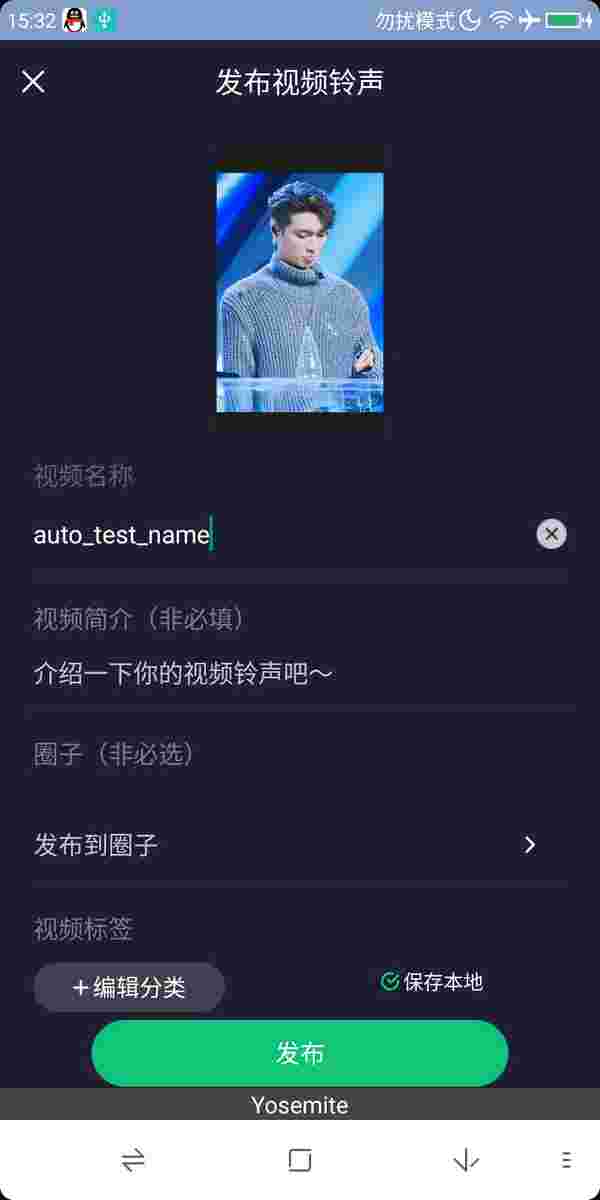 15:32 勿扰模式
发布视频铃声
视频名称
auto_test_name
视频简介（非必填）
介绍一下你的视频铃声吧～
圈子（非必选）
发布到圈子
视频标签
+编辑分类 保存本地
发布
Yosemite